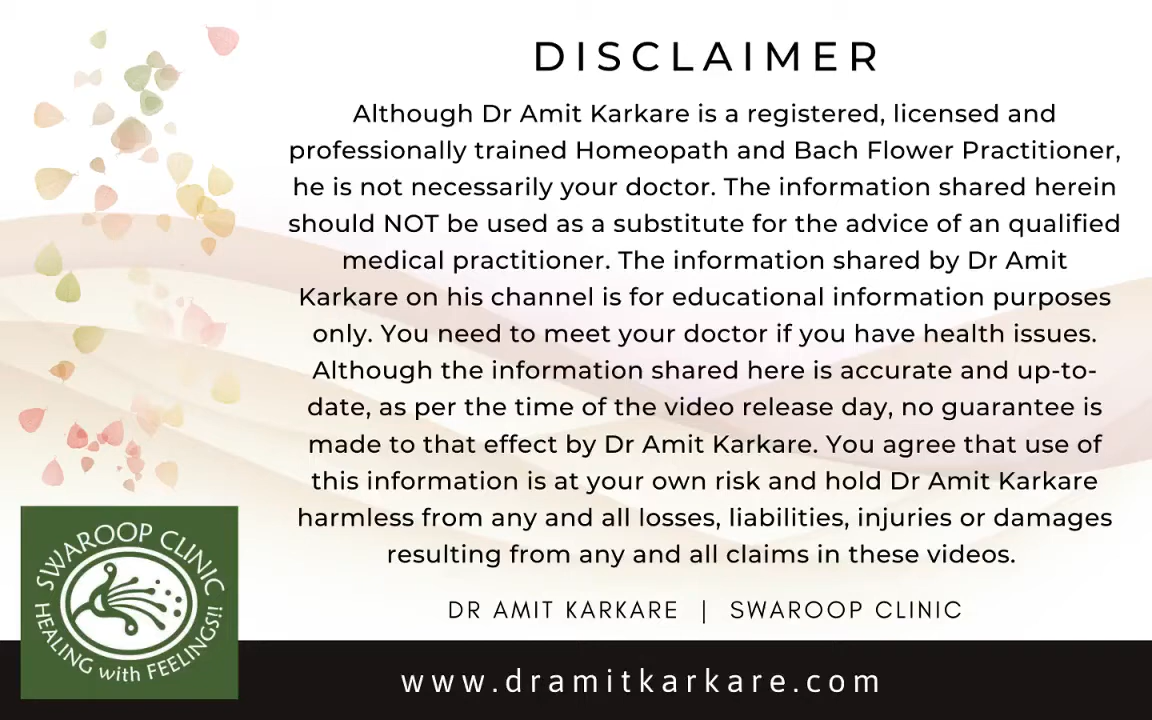 DISCLAIMER
Although Dr Amit Karkare is a registered, licensed and
professionally trained Homeopath and Bach Flower Practitioner,
he is not necessarily your doctor. The information shared herein
should NOT be used as a substitute for the advice of an qualified
medical practitioner. The information shared by Dr Amit
Karkare on his channel is for educational information purposes
only. You need to meet your doctor if you have health issues.
Although the information shared here is accurate and up-to-
date, as per the time of the video release day, no guarantee is
made to that effect by Dr Amit Karkare. You agree that use of
this information is at your own risk and hold Dr Amit Karkare
harmless from any and all losses, liabilities, injuries or damages
resulting from any and all claims in these videos.
DR AMIT KARKARE | SWAROOP CLINIC
SWAROOP CLINIC
HEALING with FEELINGS!!
www.dramitkarkare.com